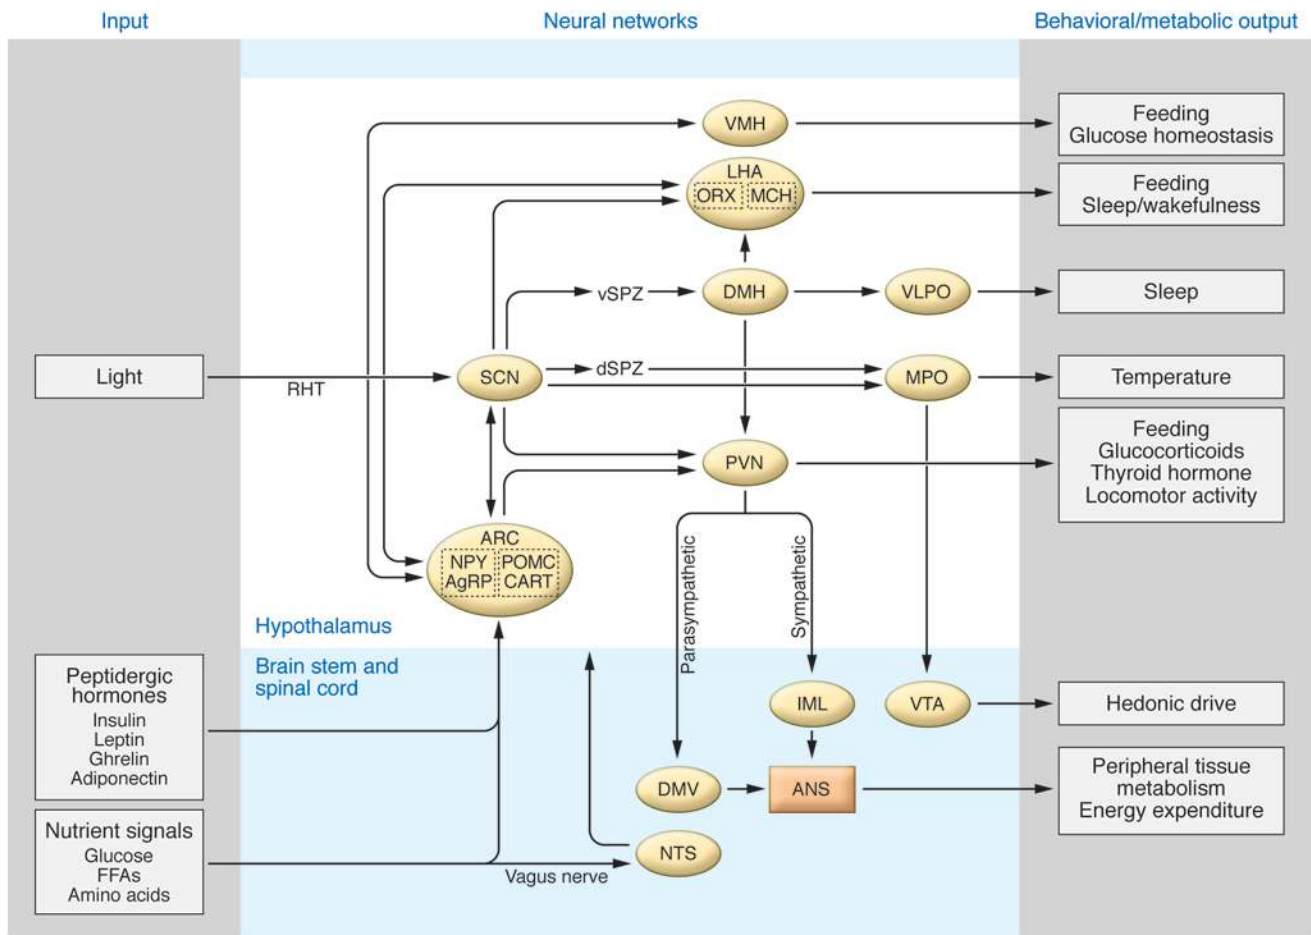 Input
Neural networks
Behavioral/metabolic output
VMH
Feeding
Glucose homeostasis
LHA
ORX
MCH
Feeding
Sleep/wakefulness
vSPZ
DMH
VLPO
Sleep
Light
RHT
SCN
dSPZ
MPO
Temperature
PVN
Feeding
Glucocorticoids
Thyroid hormone
Locomotor activity
ARC
NPY
AgRP
POMC
CART
Parasympathetic
Sympathetic
Hypothalamus
Brain stem and
spinal cord
Peptidergic
hormones
Insulin
Leptin
Ghrelin
Adiponectin
IML
VTA
Hedonic drive
DMV
ANS
Peripheral tissue
metabolism
Energy expenditure
Nutrient signals
Glucose
FFAs
Amino acids
Vagus nerve
NTS